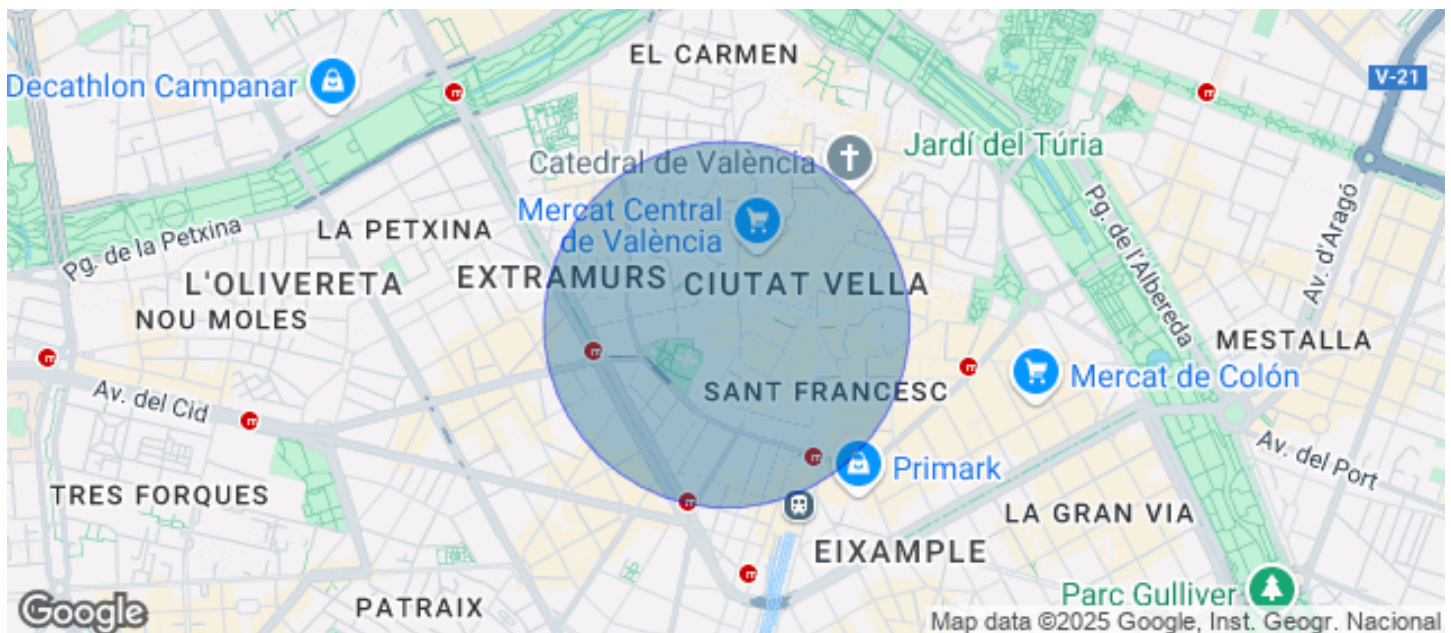 EL CARMEN
Decathlon Campanar
V-21
Catedral de València
Jardí del Túria
Mercat Central
de València
Pg. de la Petxina
LA PETXINA
Pg. de l'Albereda
Av. d'Aragó
L'OLIVERETA
EXTRAMURS
CIUTAT VELLA
NOU MOLES
MESTALLA
Av. del Cid
SANT FRANCESC
Mercat de Colón
Av. del Port
Primark
TRES FORQUES
LA GRAN VIA
EIXAMPLE
PATRAIX
Parc Gulliver
Google
Map data ©2025 Google, Inst. Geogr. Nacional